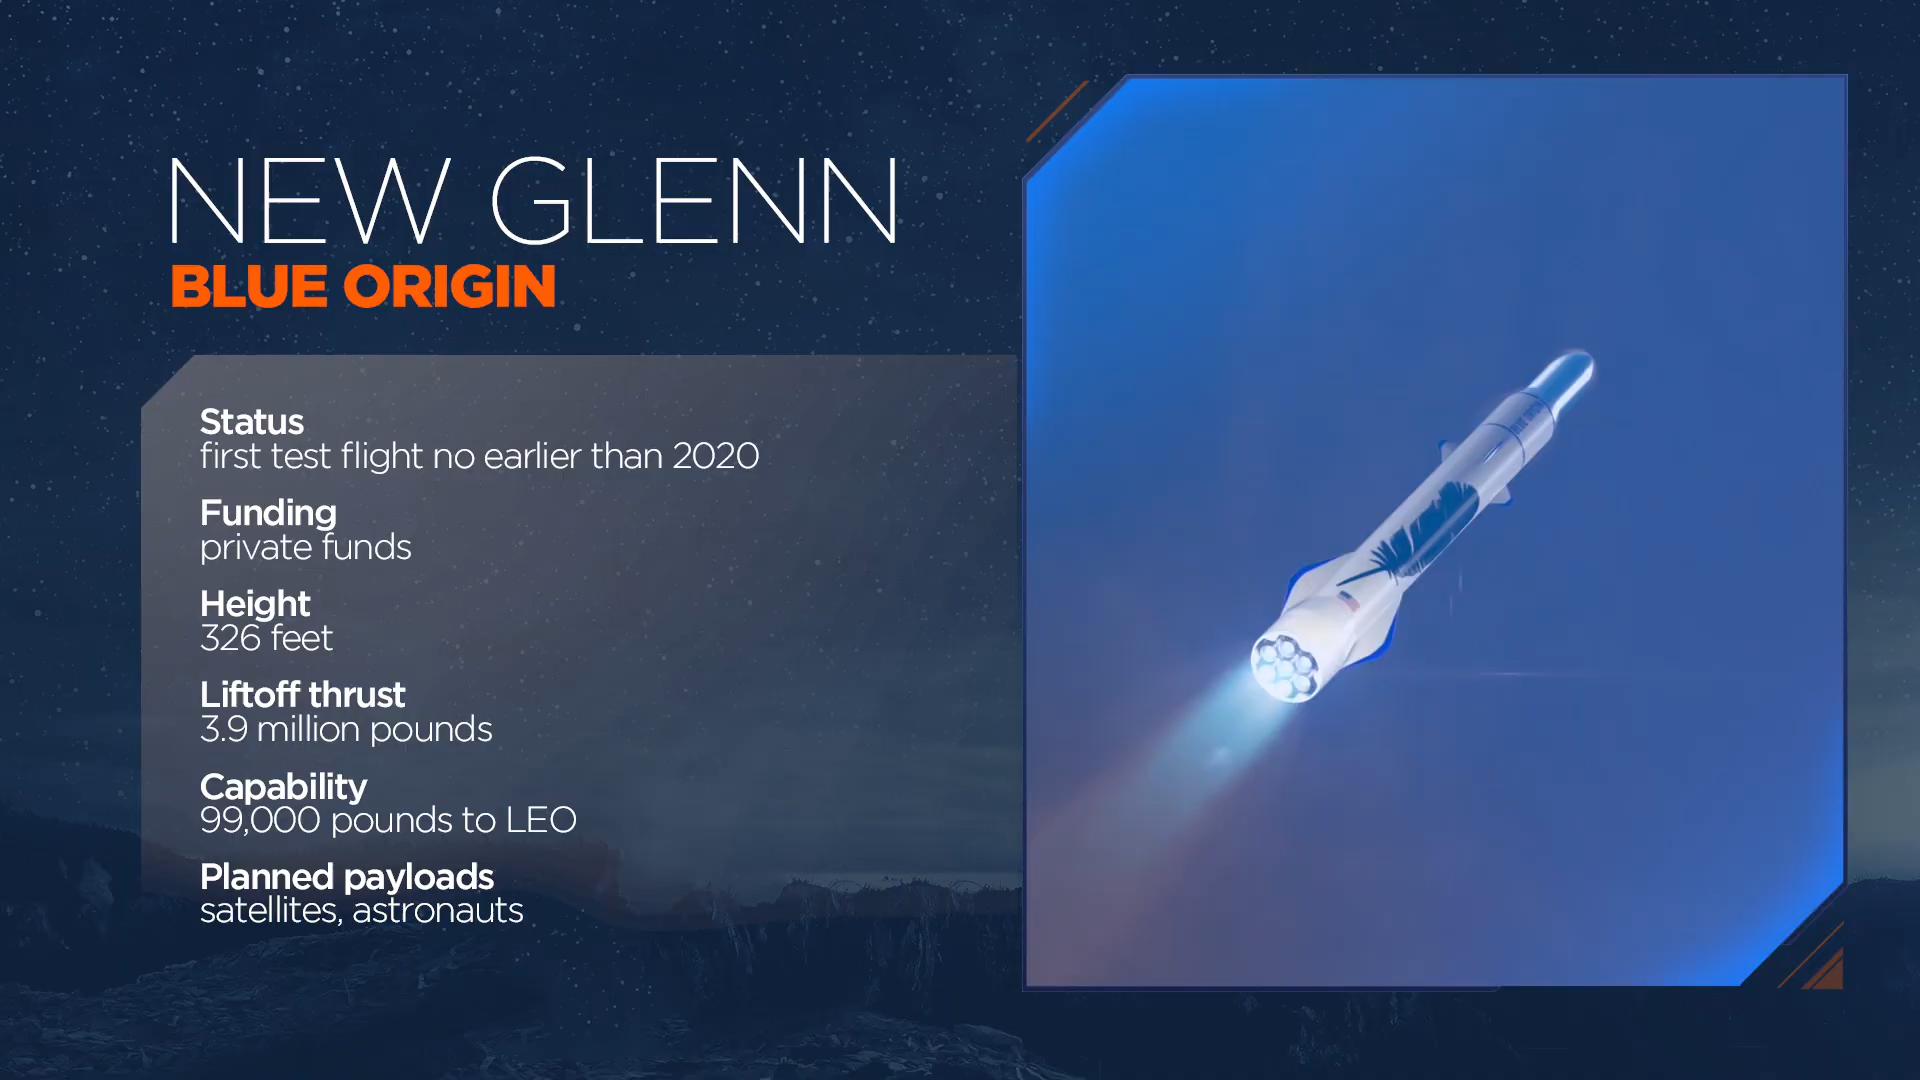 NEW GLENN
BLUE ORIGIN
Status
first test flight no earlier than 2020
Funding
private funds
Height
326 feet
Liftoff thrust
3.9 million pounds
Capability
99,000 pounds to LEO
Planned payloads
satellites, astronauts